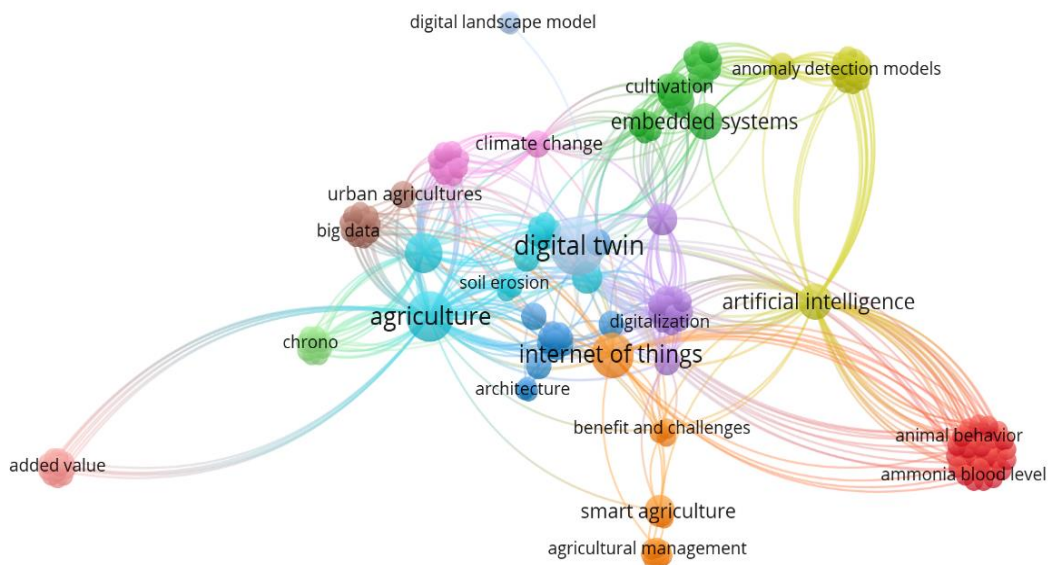 digital landscape model
anomaly detection models
cultivation
embedded systems
climate change
urban agricultures
big data
digital twin
soil erosion
artificial intelligence
agriculture
digitalization
chrono
internet of things
architecture
benefit and challenges
animal behavior
added value
ammonia blood level
smart agriculture
agricultural management